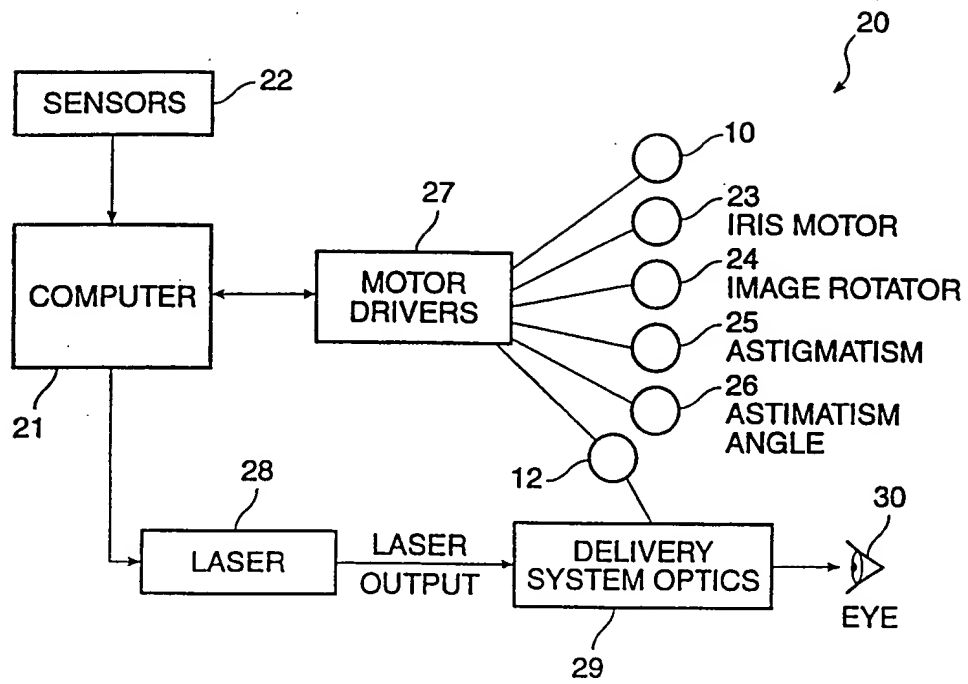 20
SENSORS
22
10
27
23
IRIS MOTOR
24
IMAGE ROTATOR
25
ASTIGMATISM
26
ASTIMATISM
ANGLE
COMPUTER
MOTOR
DRIVERS
21
12
28
30
LASER
LASER
OUTPUT
DELIVERY
SYSTEM OPTICS
EYE
29